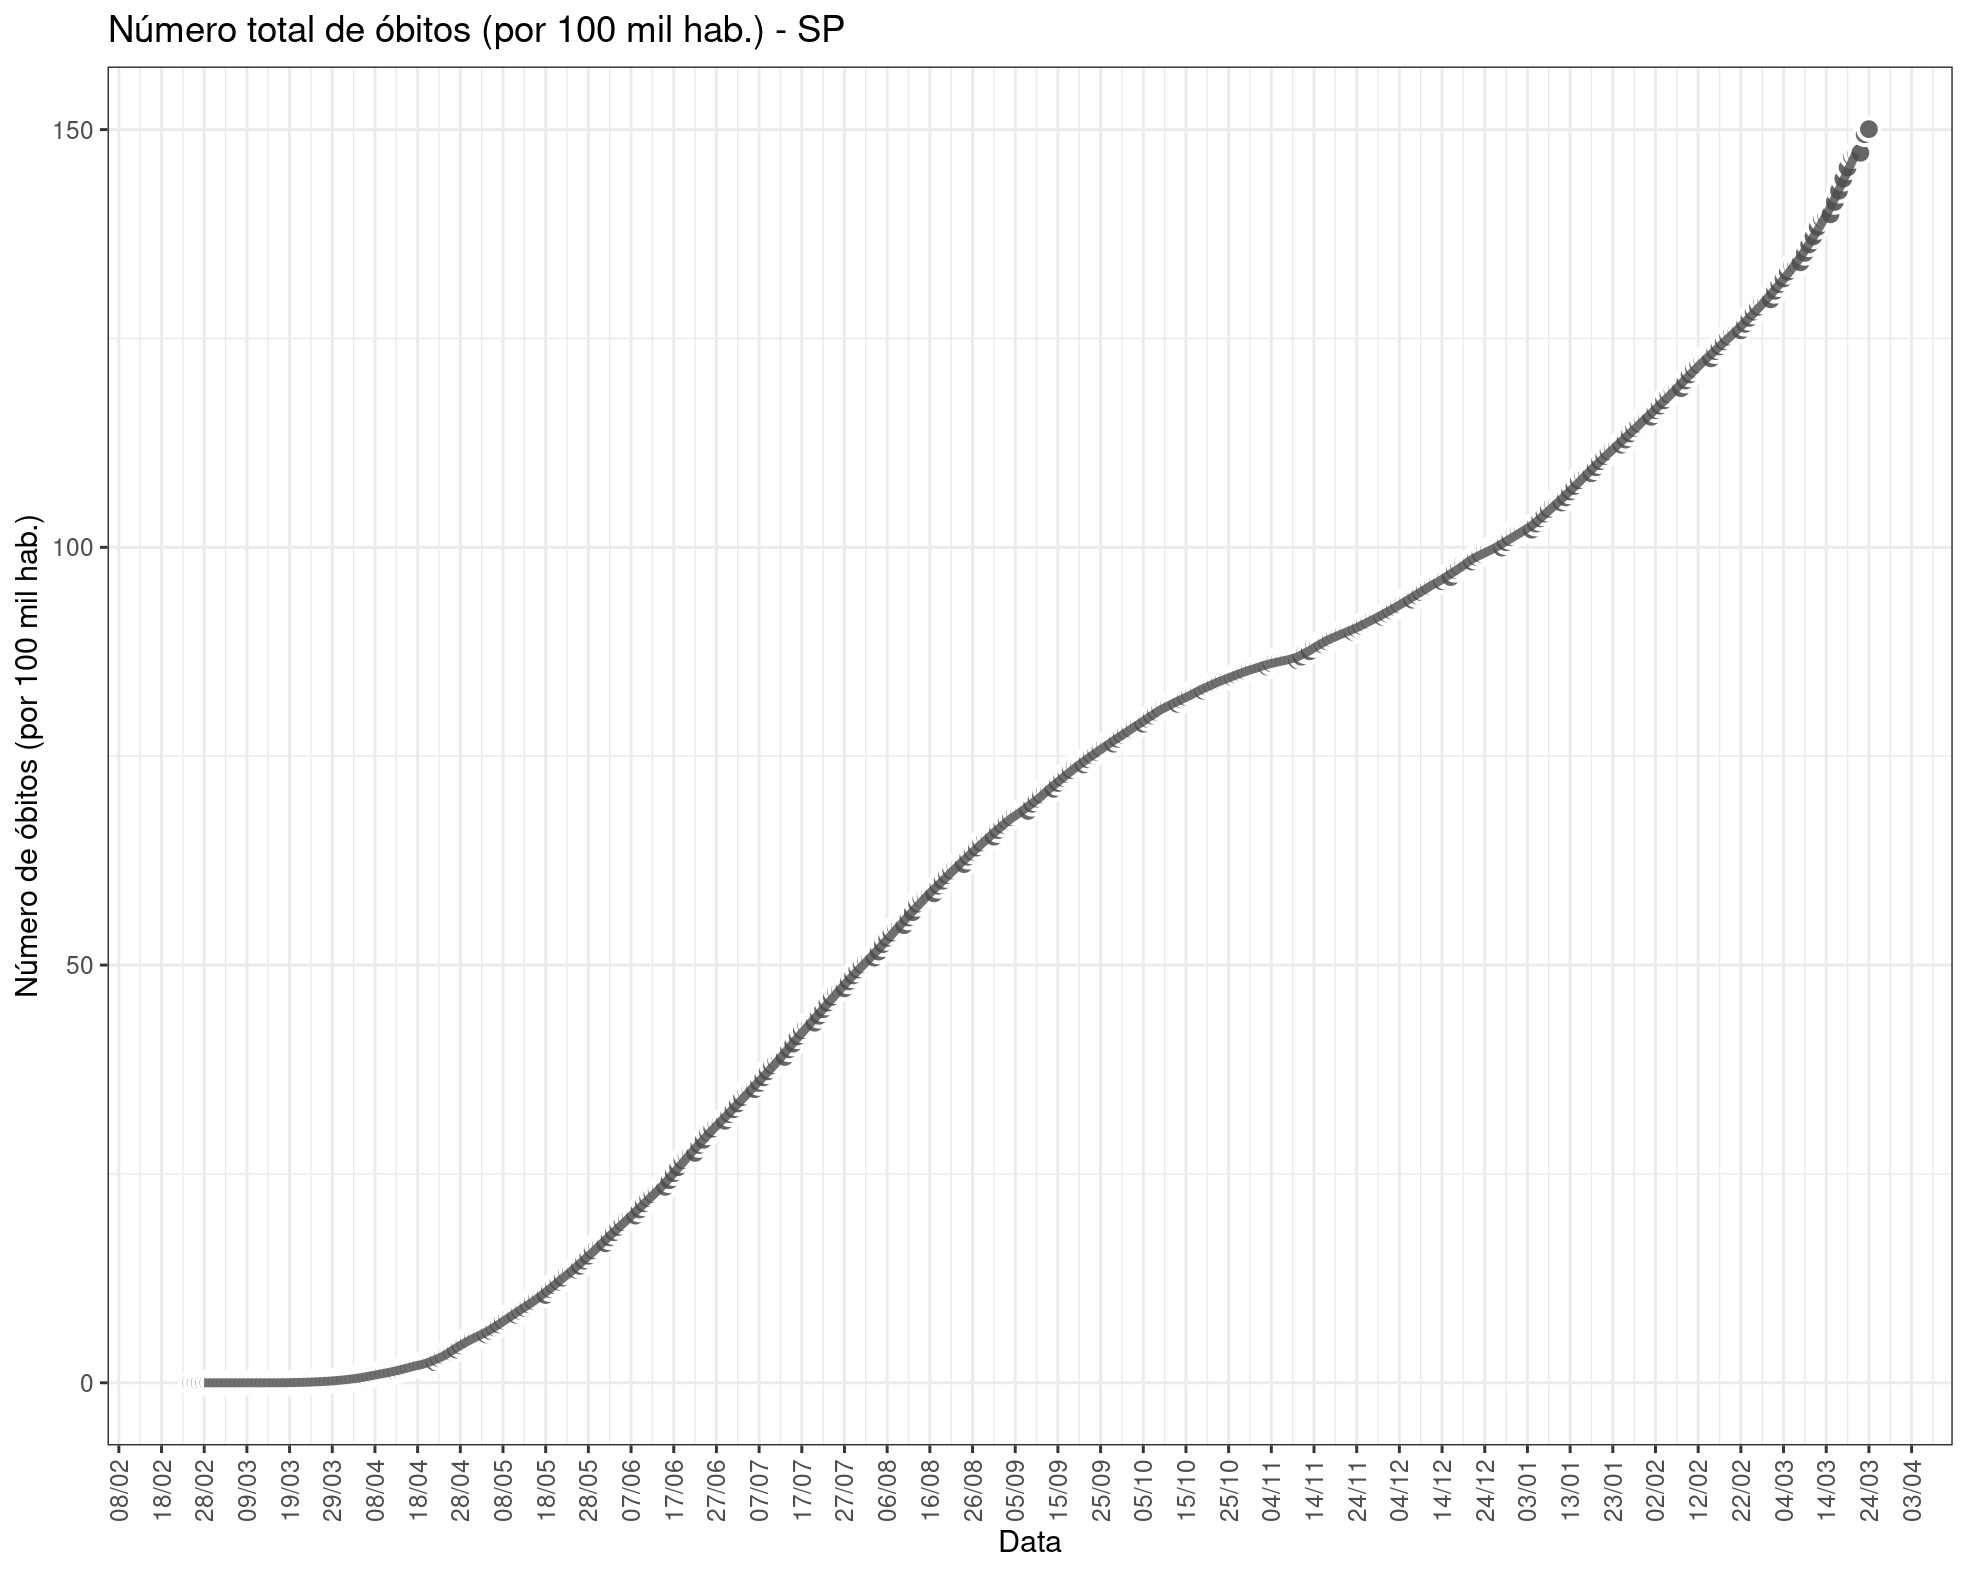 Número total de óbitos (por 100 mil hab.) - SP
Número de óbitos (por 100 mil hab.)
150
100
50
0
08/02 18/02 28/02 09/03 19/03 29/03 08/04 18/04 28/04 08/05 18/05 28/05 07/06 17/06 27/06 07/07 17/07 27/07 06/08 16/08 26/08 05/09 15/09 25/09 05/10 15/10 25/10 04/11 14/11 24/11 04/12 14/12 24/12 03/01 13/01 23/01 02/02 12/02 22/02 04/03 14/03 24/03 03/04
Data